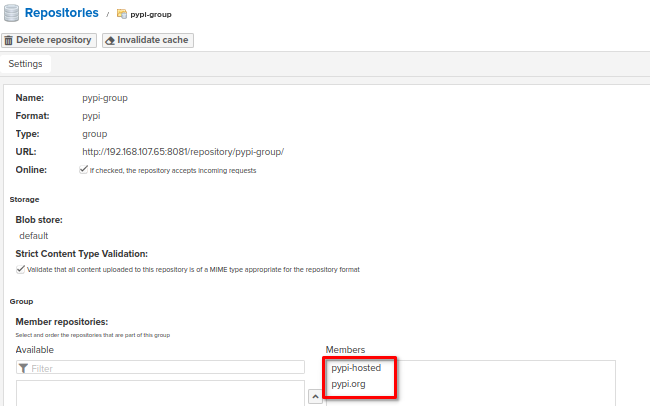 Repositories / pypi-group
Delete repository Invalidate cache
Settings
Name: pypi-group
Format: pypi
Type: group
URL: http://192.168.107.65:8081/repository/pypi-group/
Online: If checked, the repository accepts incoming requests
Storage
Blob store:
default
Strict Content Type Validation:
Validate that all content uploaded to this repository is of a MIME type appropriate for the repository format
Group
Member repositories:
Select and order the repositories that are part of this group
Available Members
Filter pypi-hosted
pypi.org